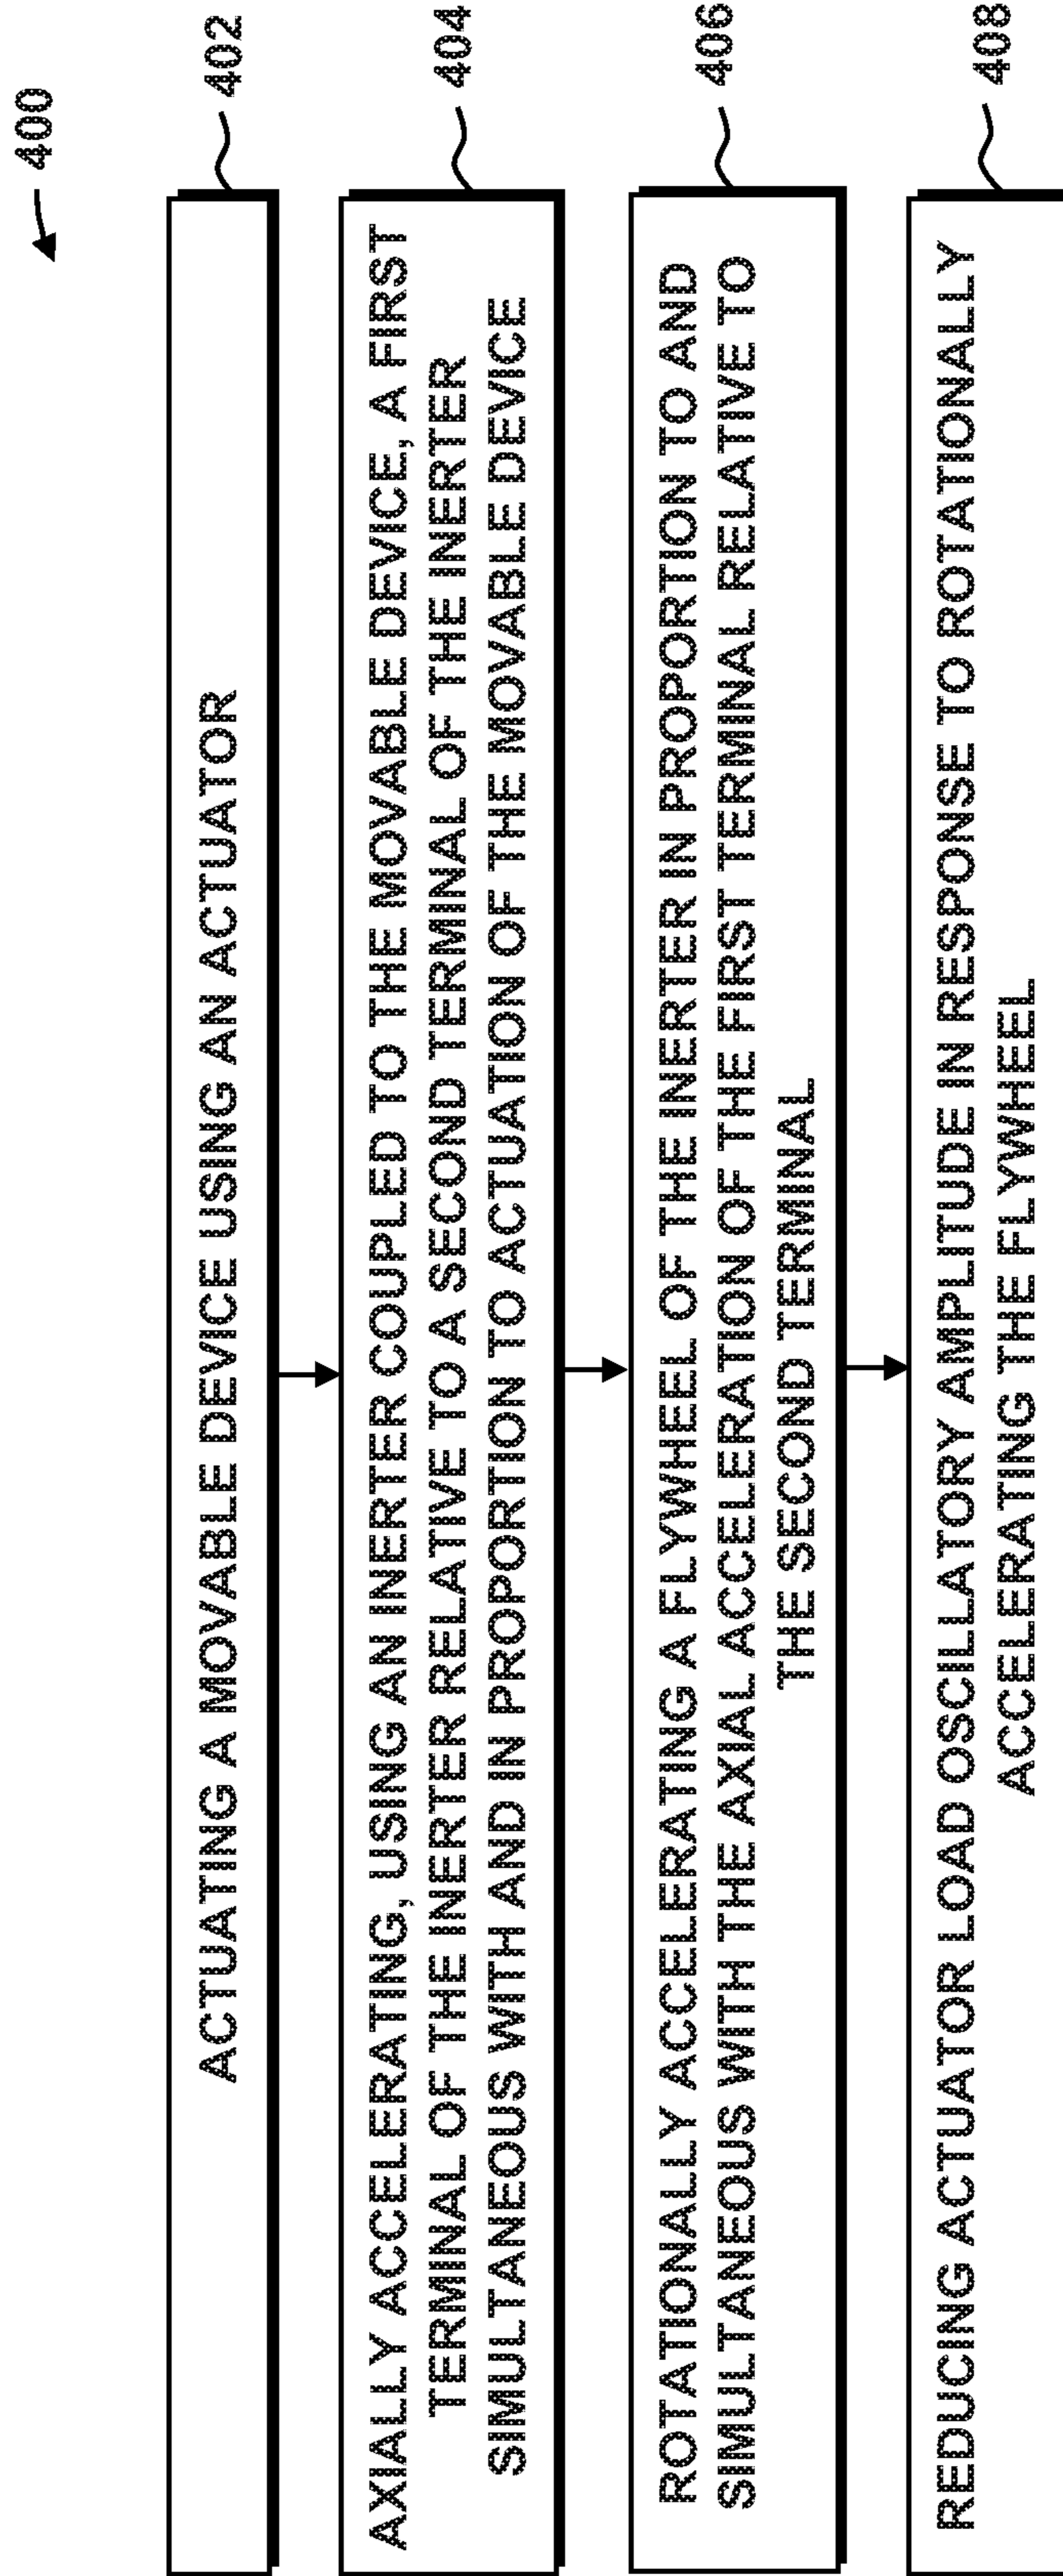 400
402
ACTUATING A MOVABLE DEVICE USING AN ACTUATOR
404
AXIALLY ACCELERATING, USING AN INERTER COUPLED TO THE MOVABLE DEVICE, A FIRST
TERMINAL OF THE INERTER RELATIVE TO A SECOND TERMINAL OF THE INERTER
SIMULTANEOUS WITH AND IN PROPORTION TO ACTUATION OF THE MOVABLE DEVICE
406
ROTATIONALLY ACCELERATING A FLYWHEEL OF THE INERTER IN PROPORTION TO AND
SIMULTANEOUS WITH THE AXIAL ACCELERATION OF THE FIRST TERMINAL RELATIVE TO
THE SECOND TERMINAL
408
REDUCING ACTUATOR LOAD OSCILLATORY AMPLITUDE IN RESPONSE TO ROTATIONALLY
ACCELERATING THE FLYWHEEL